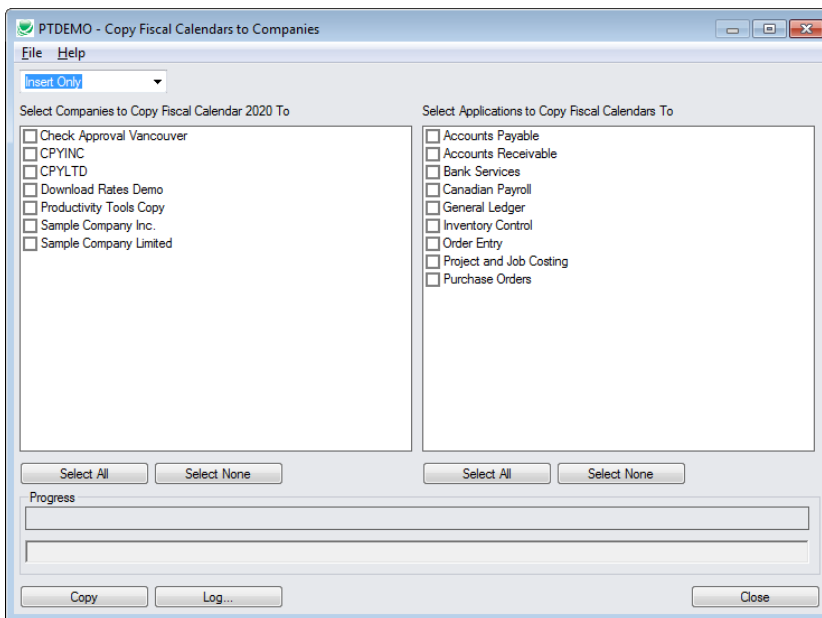 PTDEMO - Copy Fiscal Calendars to Companies
File Help
Insert Only
Select Companies to Copy Fiscal Calendar 2020 To
Check Approval Vancouver
CPYINC
CPYLTD
Download Rates Demo
Productivity Tools Copy
Sample Company Inc.
Sample Company Limited
Select All Select None
Select Applications to Copy Fiscal Calendars To
Accounts Payable
Accounts Receivable
Bank Services
Canadian Payroll
General Ledger
Inventory Control
Order Entry
Project and Job Costing
Purchase Orders
Select All Select None
Progress
Copy Log... Close